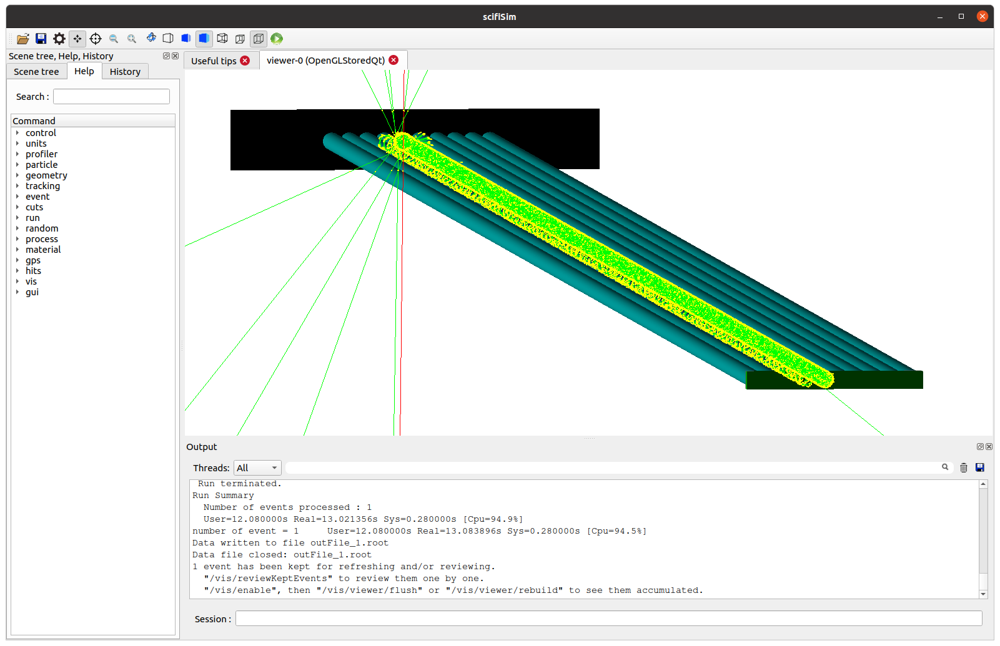 scifiSim
Scene tree, Help, History
Scene tree
Help
History
Search :
Command
control
units
profiler
particle
geometry
tracking
event
cuts
run
random
process
material
gps
hits
vis
gui
Useful tips
viewer-0 (OpenGLStoredQt)
Output
Threads: All
Run terminated.
Run Summary
Number of events processed : 1
User=12.080000s Real=13.021356s Sys=0.280000s [Cpu=94.9%]
number of event = 1     User=12.080000s Real=13.083896s Sys=0.280000s [Cpu=94.5%]
Data written to file outFile_1.root
Data file closed: outFile_1.root
1 event has been kept for refreshing and/or reviewing.
"/vis/reviewKeptEvents" to review them one by one.
"/vis/enable", then "/vis/viewer/flush" or "/vis/viewer/rebuild" to see them accumulated.
Session :